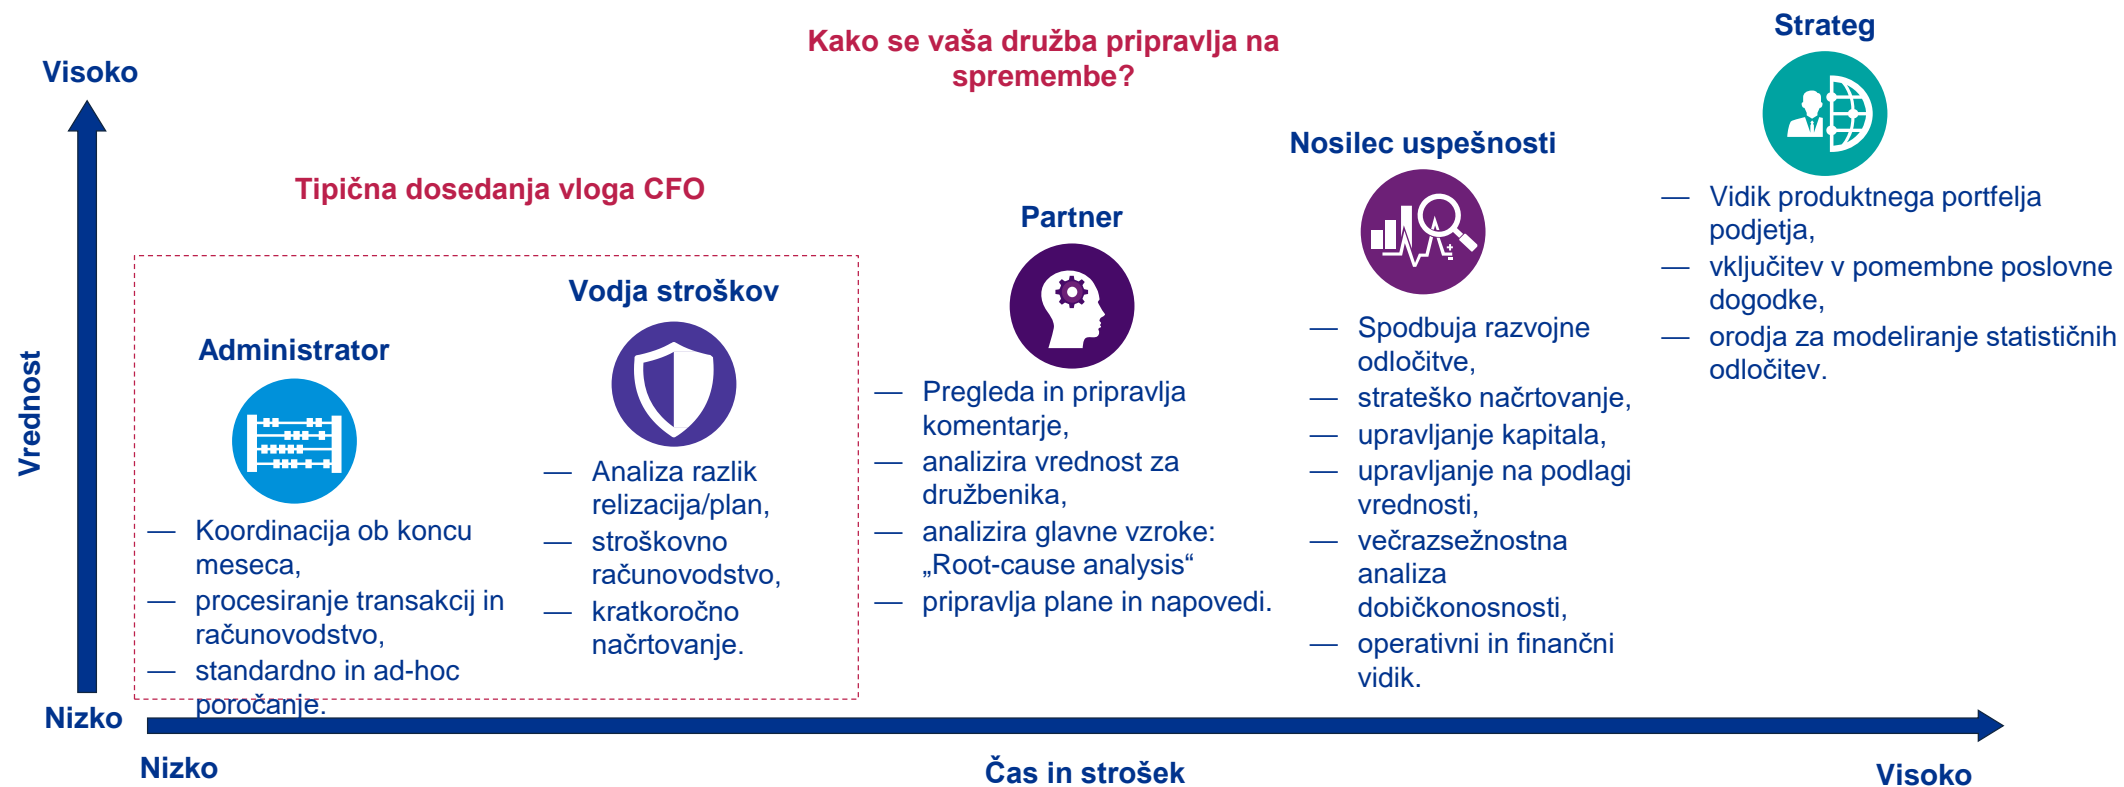 Kako se vaša družba pripravlja na
spremembe?
Visoko
Vrednost
Nizko
Tipična dosedanja vloga CFO
Administrator
— Koordinacija ob koncu
meseca,
— procesiranje transakcij in
računovodstvo,
— standardno in ad-hoc
poročanje.
Vodja stroškov
— Analiza razlik
relizacija/plan,
— stroškovno
računovodstvo,
— kratkoročno
načrtovanje.
Partner
— Pregleda in pripravlja
komentarje,
— analizira vrednost za
družbenika,
— analizira glavne vzroke:
„Root-cause analysis“
— pripravlja plane in napovedi.
Nosilec uspešnosti
— Spodbuja razvojne
odločitve,
— strateško načrtovanje,
— upravljanje kapitala,
— upravljanje na podlagi
vrednosti,
— večrazsežnostna
analiza
dobičkonosnosti,
— operativni in finančni
vidik.
Strateg
— Vidik produktnega portfelja
podjetja,
— vključitev v pomembne poslovne
dogodke,
— orodja za modeliranje statističnih
odločitev.
Nizko
Čas in strošek
Visoko